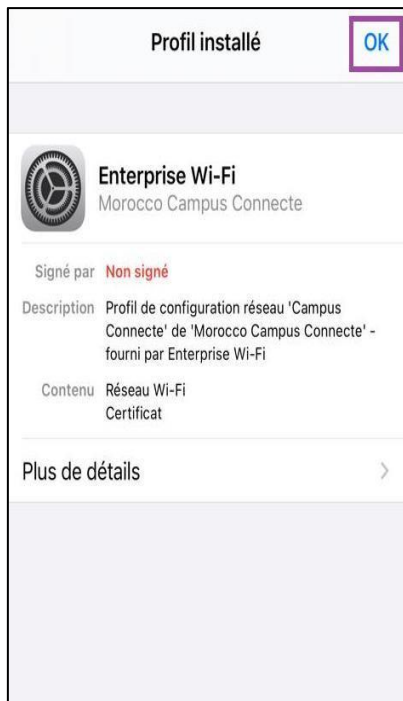 Profil installé
OK
Enterprise Wi-Fi
Morocco Campus Connecte
Signé par Non signé
Description Profil de configuration réseau 'Campus
Connecte' de 'Morocco Campus Connecte' -
fourni par Enterprise Wi-Fi
Contenu Réseau Wi-Fi
Certificat
Plus de détails